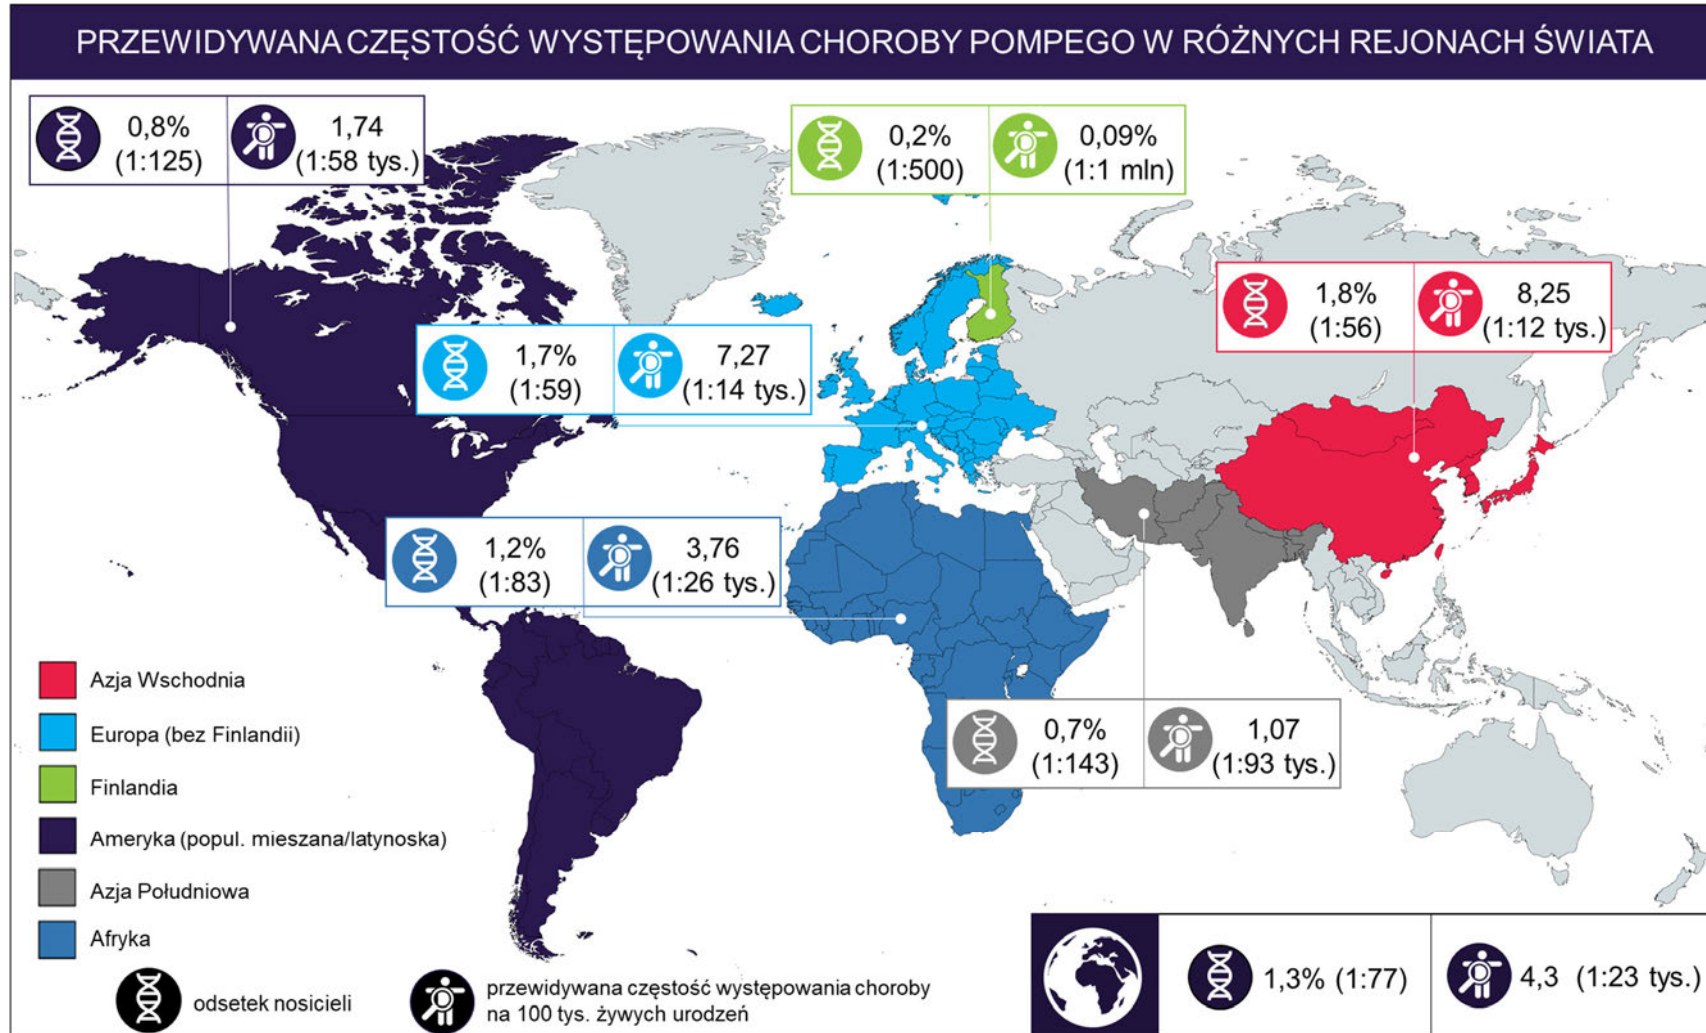 PRZEWIDYWANA CZĘSTOŚĆ WYSTĘPOWANIA CHOROBY POMPEGO W RÓŻNYCH REJONACH ŚWIATA
0,8%
(1:125)
1,74
(1:58 tys.)
0,2%
(1:500)
0,09%
(1:1 mln)
1,8%
(1:56)
8,25
(1:12 tys.)
1,7%
(1:59)
7,27
(1:14 tys.)
1,2%
(1:83)
3,76
(1:26 tys.)
0,7%
(1:143)
1,07
(1:93 tys.)
Azja Wschodnia
Europa (bez Finlandii)
Finlandia
Ameryka (popul. mieszana/latynoska)
Azja Południowa
Afryka
odsetek nosicieli
przewidywana częstość występowania choroby
na 100 tys. żywych urodzeń
1,3% (1:77)
4,3 (1:23 tys.)